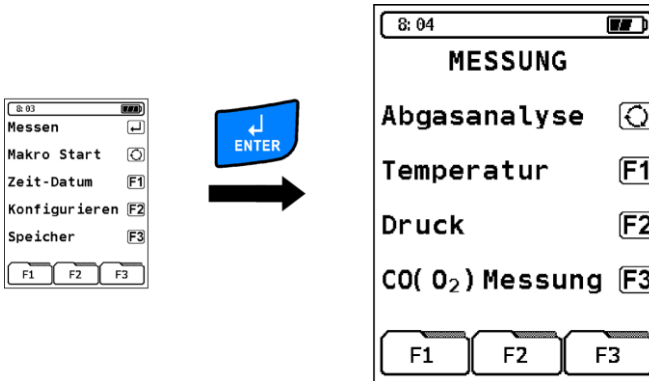 8:03
Messen
Makro Start
Zeit-Datum F1
Konfigurieren F2
Speicher F3
F1 F2 F3
ENTER
8:04
MESSUNG
Abgasanalyse
Temperatur F1
Druck F2
CO(O₂)Messung F3
F1 F2 F3